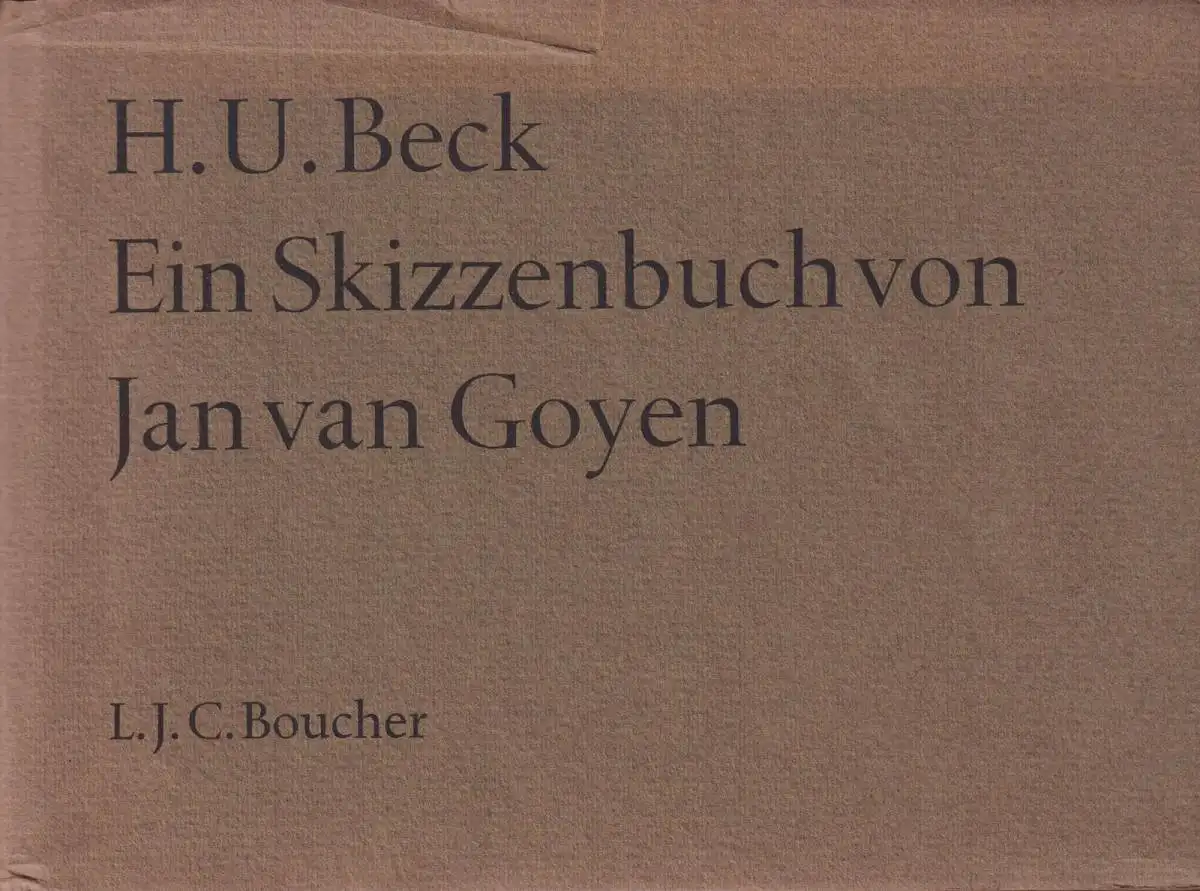 H. U. Beck
Ein Skizzenbuch von
Jan van Goyen
L. J. C. Boucher